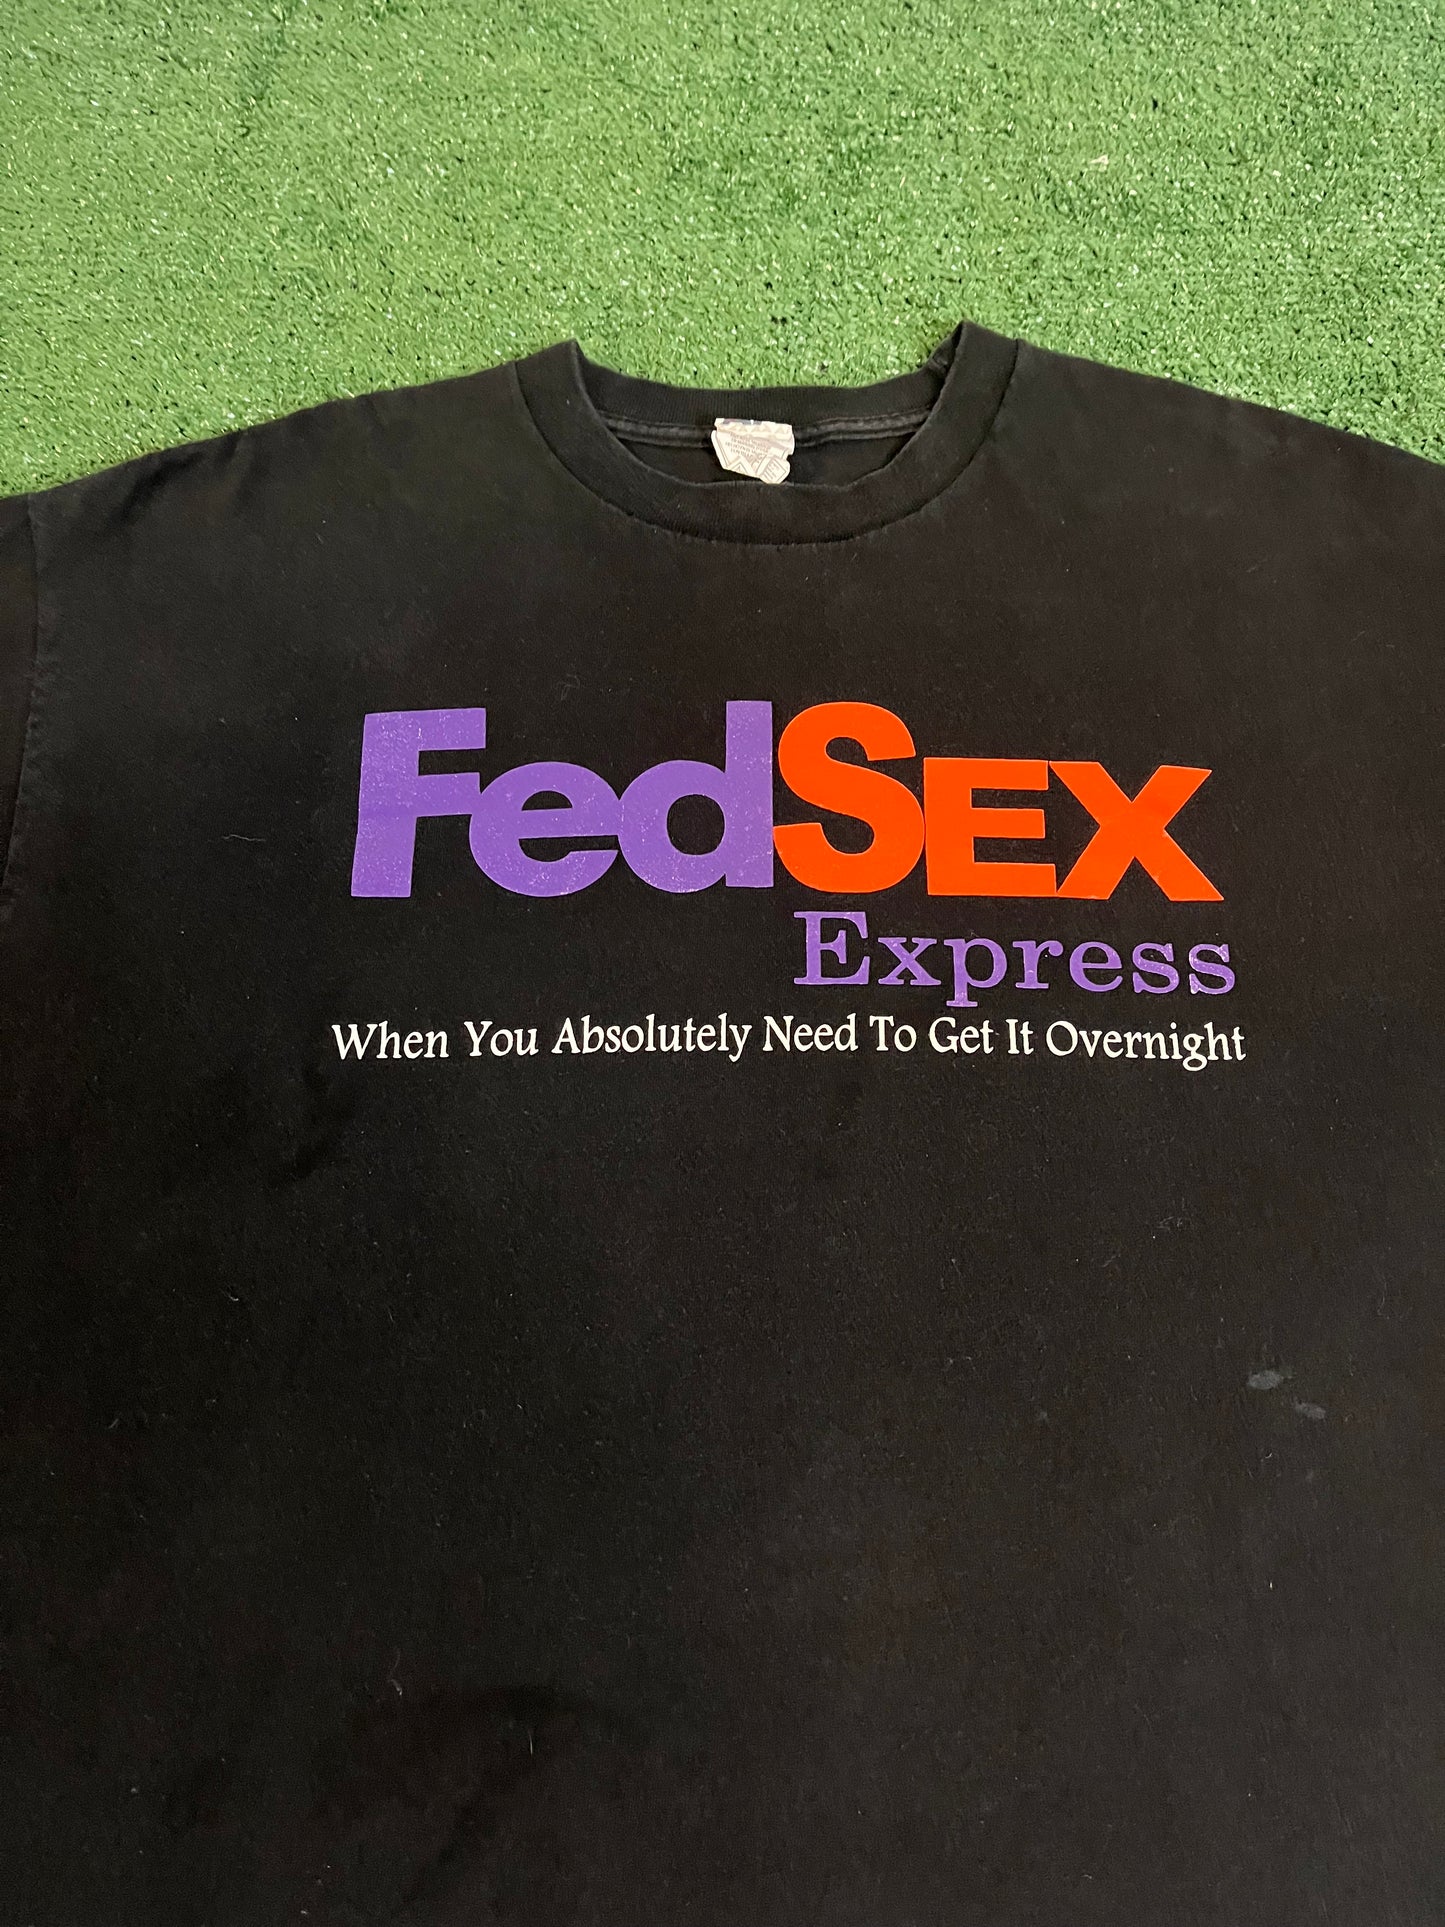 FedSEX
Express
When You Absolutely Need To Get It Overnight